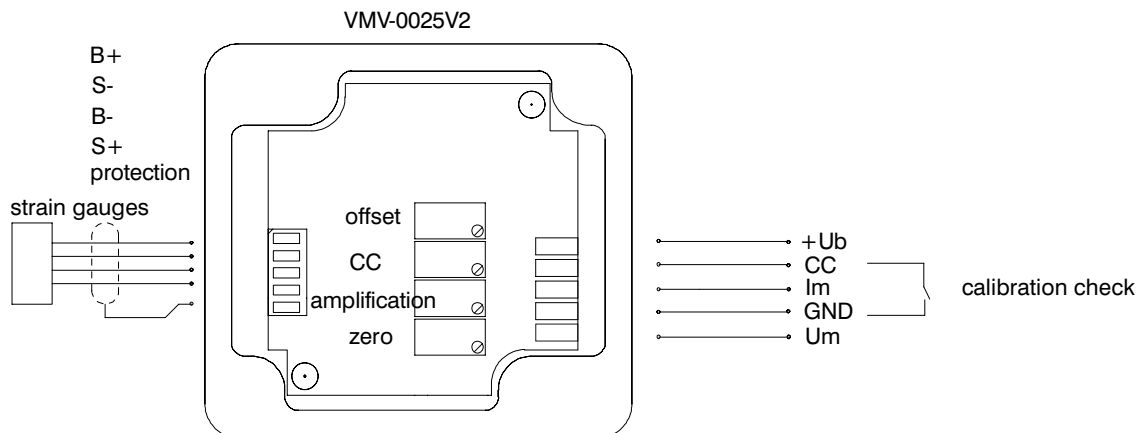 VMV-0025V2
B+
S-
B-
S+
protection
strain gauges
offset
CC
amplification
zero
+Ub
CC
Im
GND
Um
calibration check